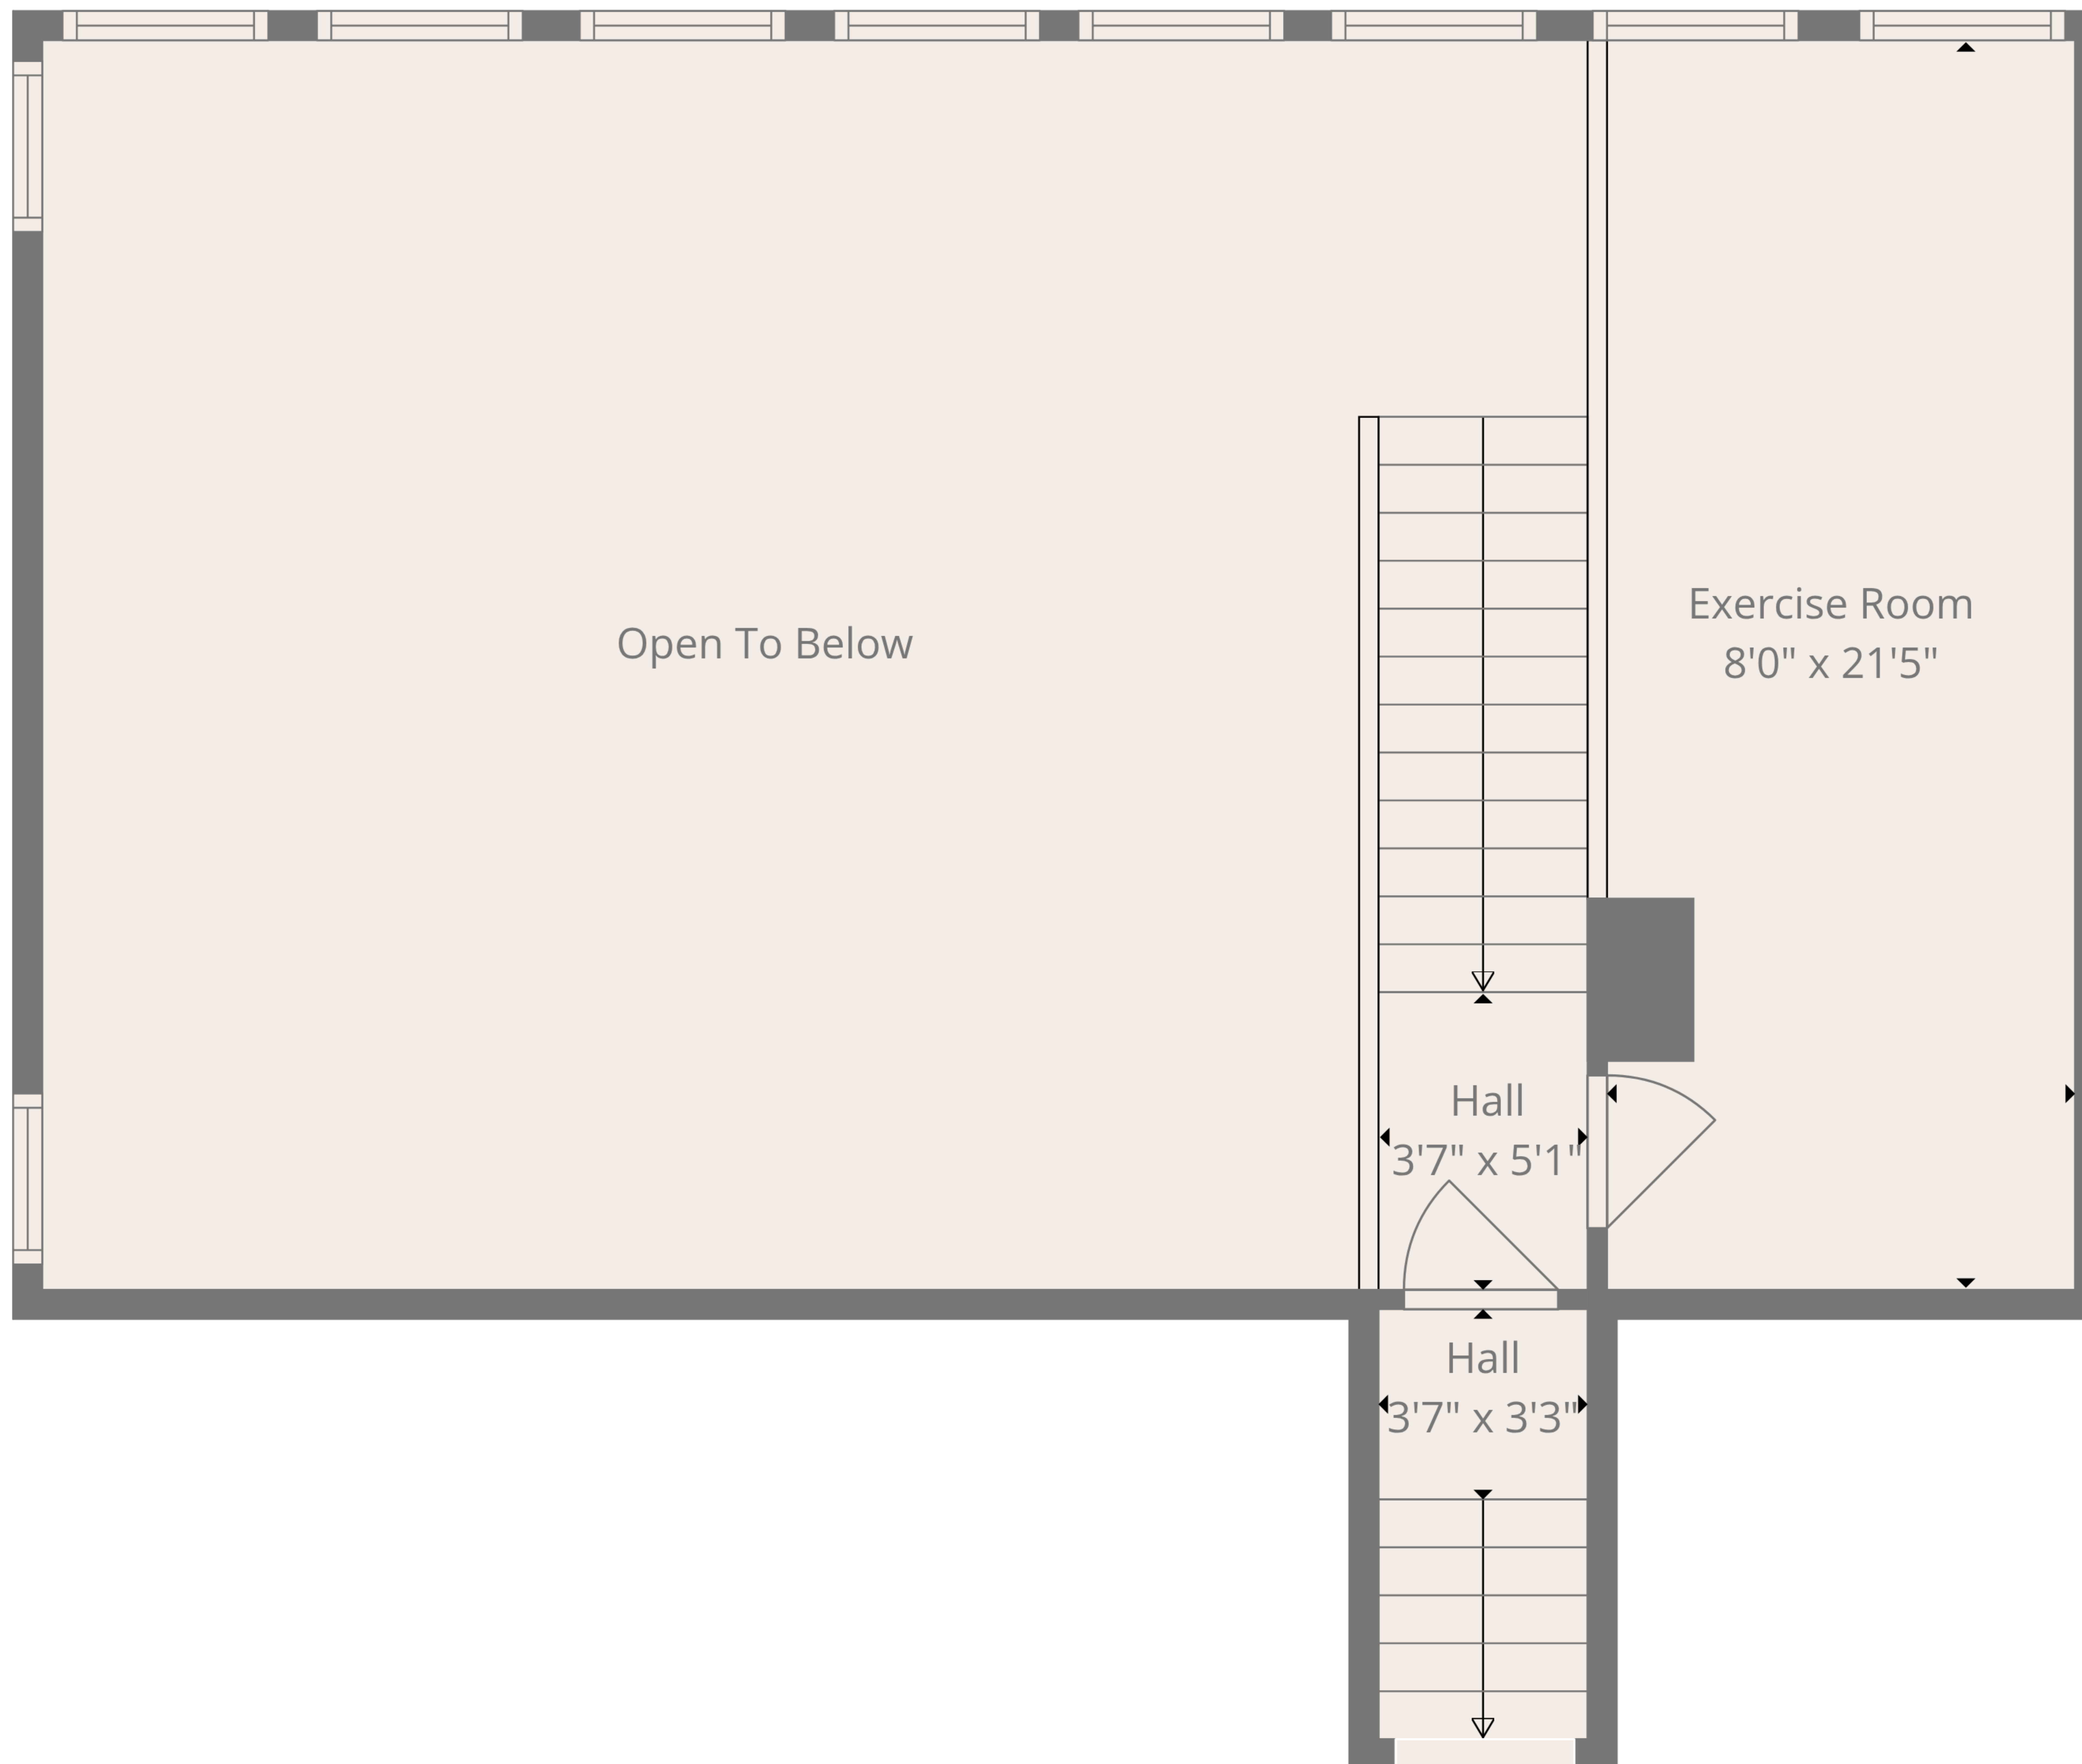 Open To Below
Exercise Room
8'0" x 21'5"
Hall
3'7" x 5'1"
Hall
3'7" x 3'3"